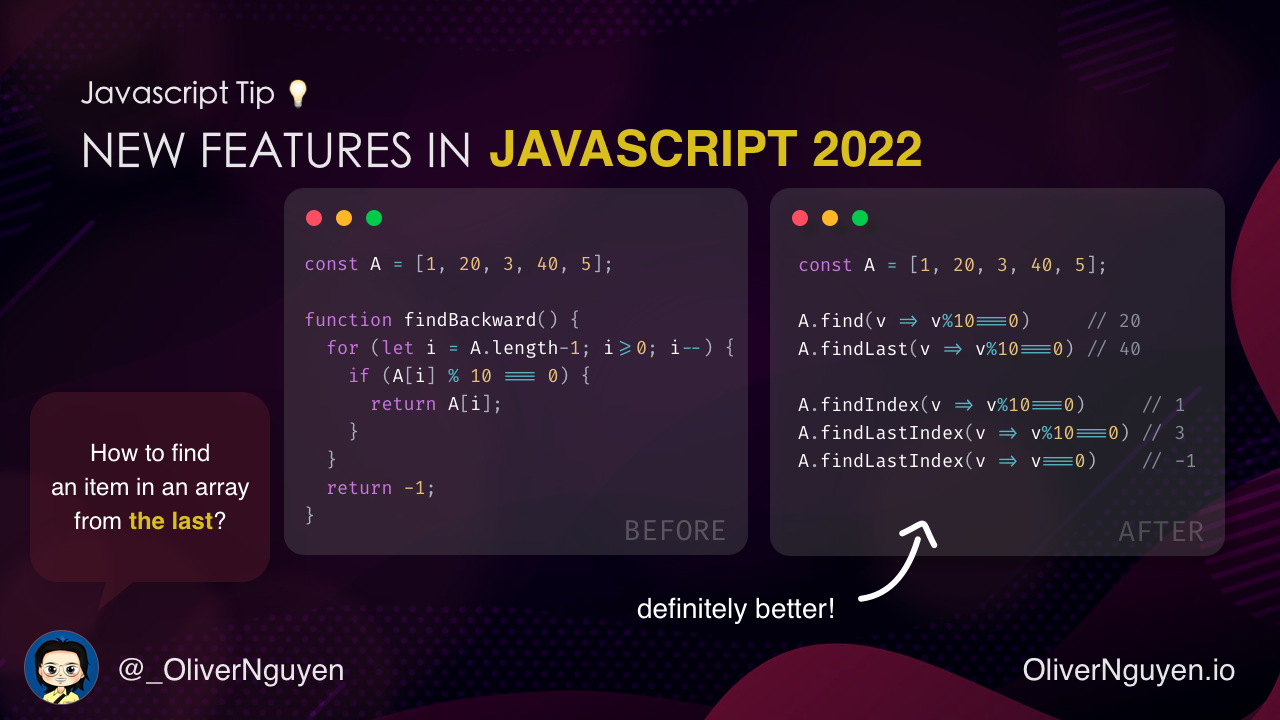 Javascript Tip 💡
NEW FEATURES IN JAVASCRIPT 2022
const A = [1, 20, 3, 40, 5];
function findBackward() {
  for (let i = A.length-1; i>=0; i--) {
    if (A[i] % 10 === 0) {
      return A[i];
    }
  }
  return -1;
}
BEFORE
const A = [1, 20, 3, 40, 5];
A.find(v => v%10===0)     // 20
A.findLast(v => v%10===0) // 40
A.findIndex(v => v%10===0)     // 1
A.findLastIndex(v => v%10===0) // 3
A.findLastIndex(v => v===0)    // -1
AFTER
How to find
an item in an array
from the last?
definitely better!
@_OliverNguyen
OliverNguyen.io